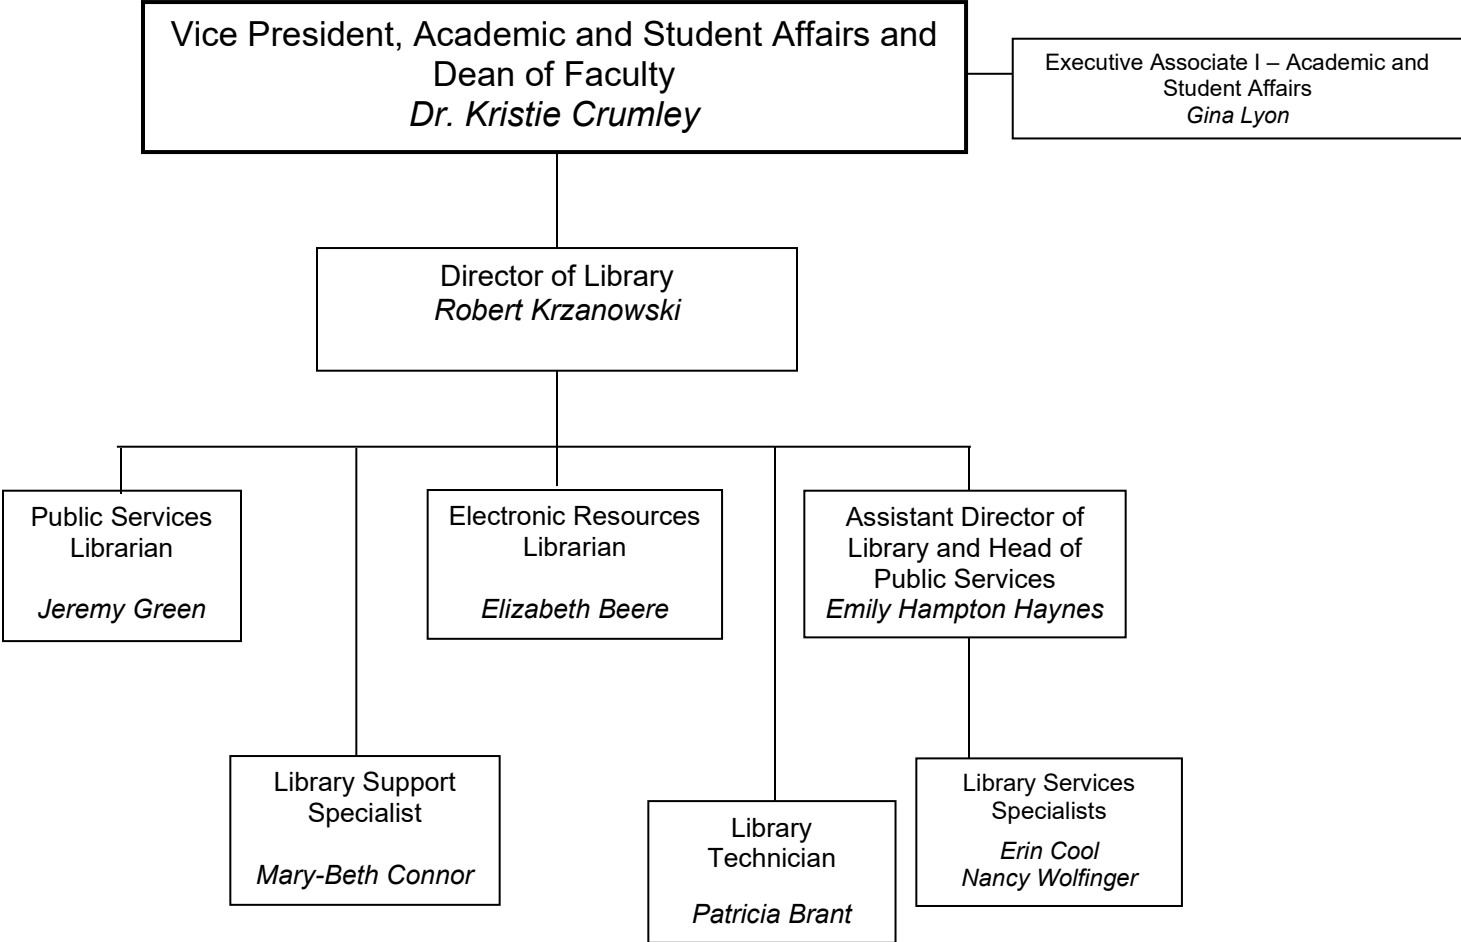 Vice President, Academic and Student Affairs and
Dean of Faculty
Dr. Kristie Crumley
Executive Associate I – Academic and
Student Affairs
Gina Lyon
Director of Library
Robert Krzanowski
Public Services
Librarian
Jeremy Green
Electronic Resources
Librarian
Elizabeth Beere
Assistant Director of
Library and Head of
Public Services
Emily Hampton Haynes
Library Support
Specialist
Mary-Beth Connor
Library
Technician
Patricia Brant
Library Services
Specialists
Erin Cool
Nancy Wolfinger